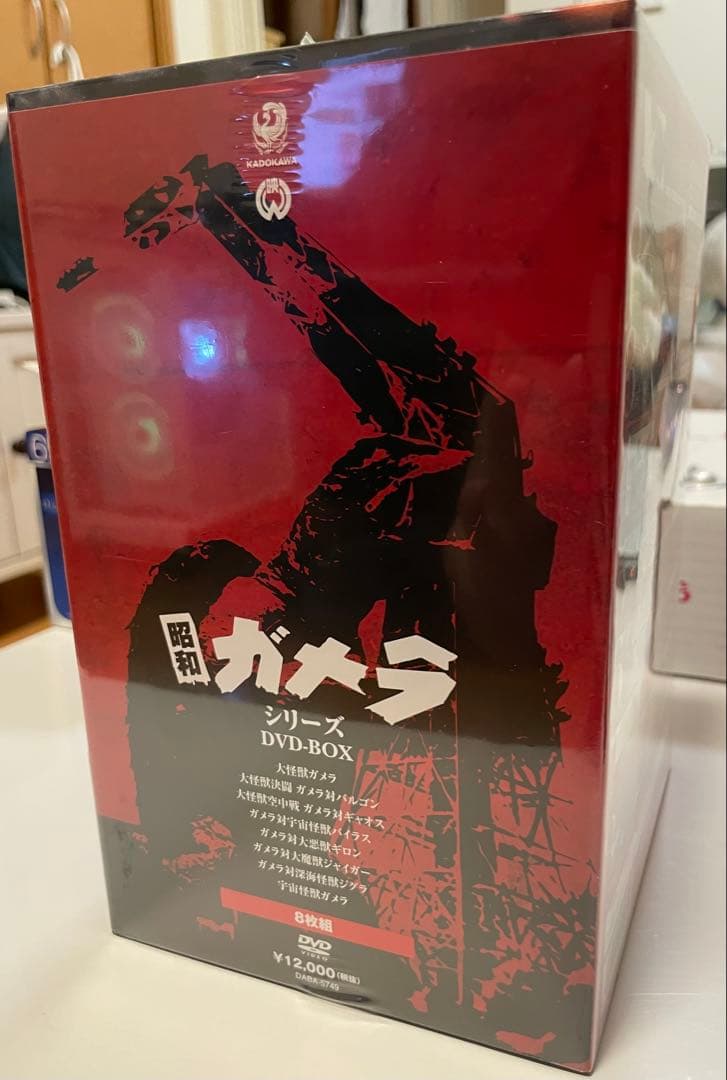 KADOKAWA
映
昭和
ガメラ
シリーズ
DVD-BOX
大怪獣ガメラ
大怪獣決闘 ガメラ対バルゴン
大怪獣空中戦 ガメラ対ギャオス
ガメラ対宇宙怪獣バイラス
ガメラ対大悪獣ギロン
ガメラ対大魔獣ジャイガー
ガメラ対深海怪獣ジグラ
宇宙怪獣ガメラ
8枚組
DVD
VIDEO
¥12,000(税抜)
DABA-5749